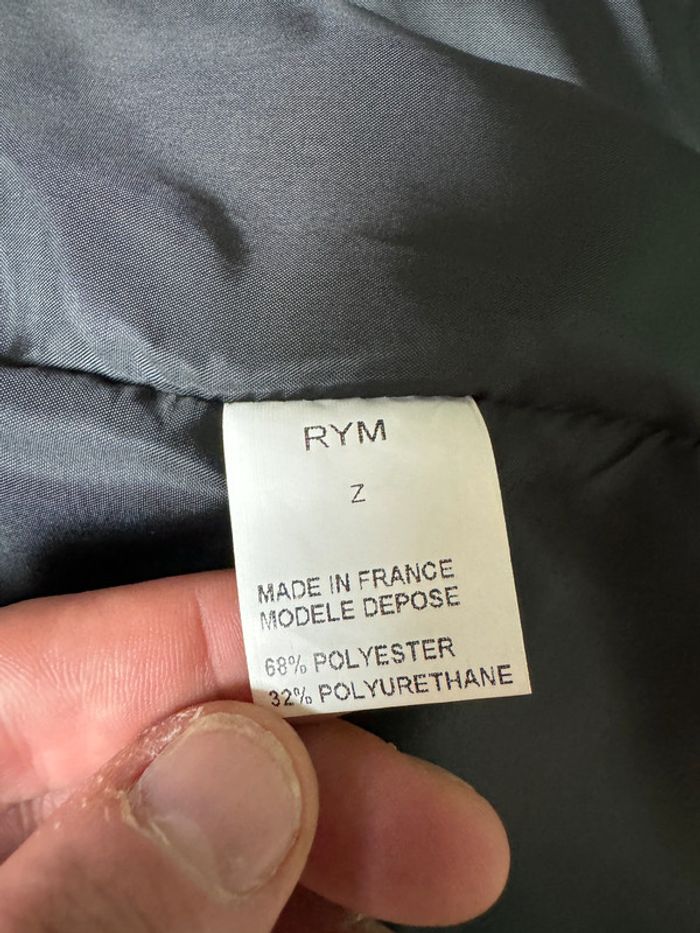 RYM
Z
MADE IN FRANCE
MODELE DEPOSE
68% POLYESTER
32% POLYURETHANE